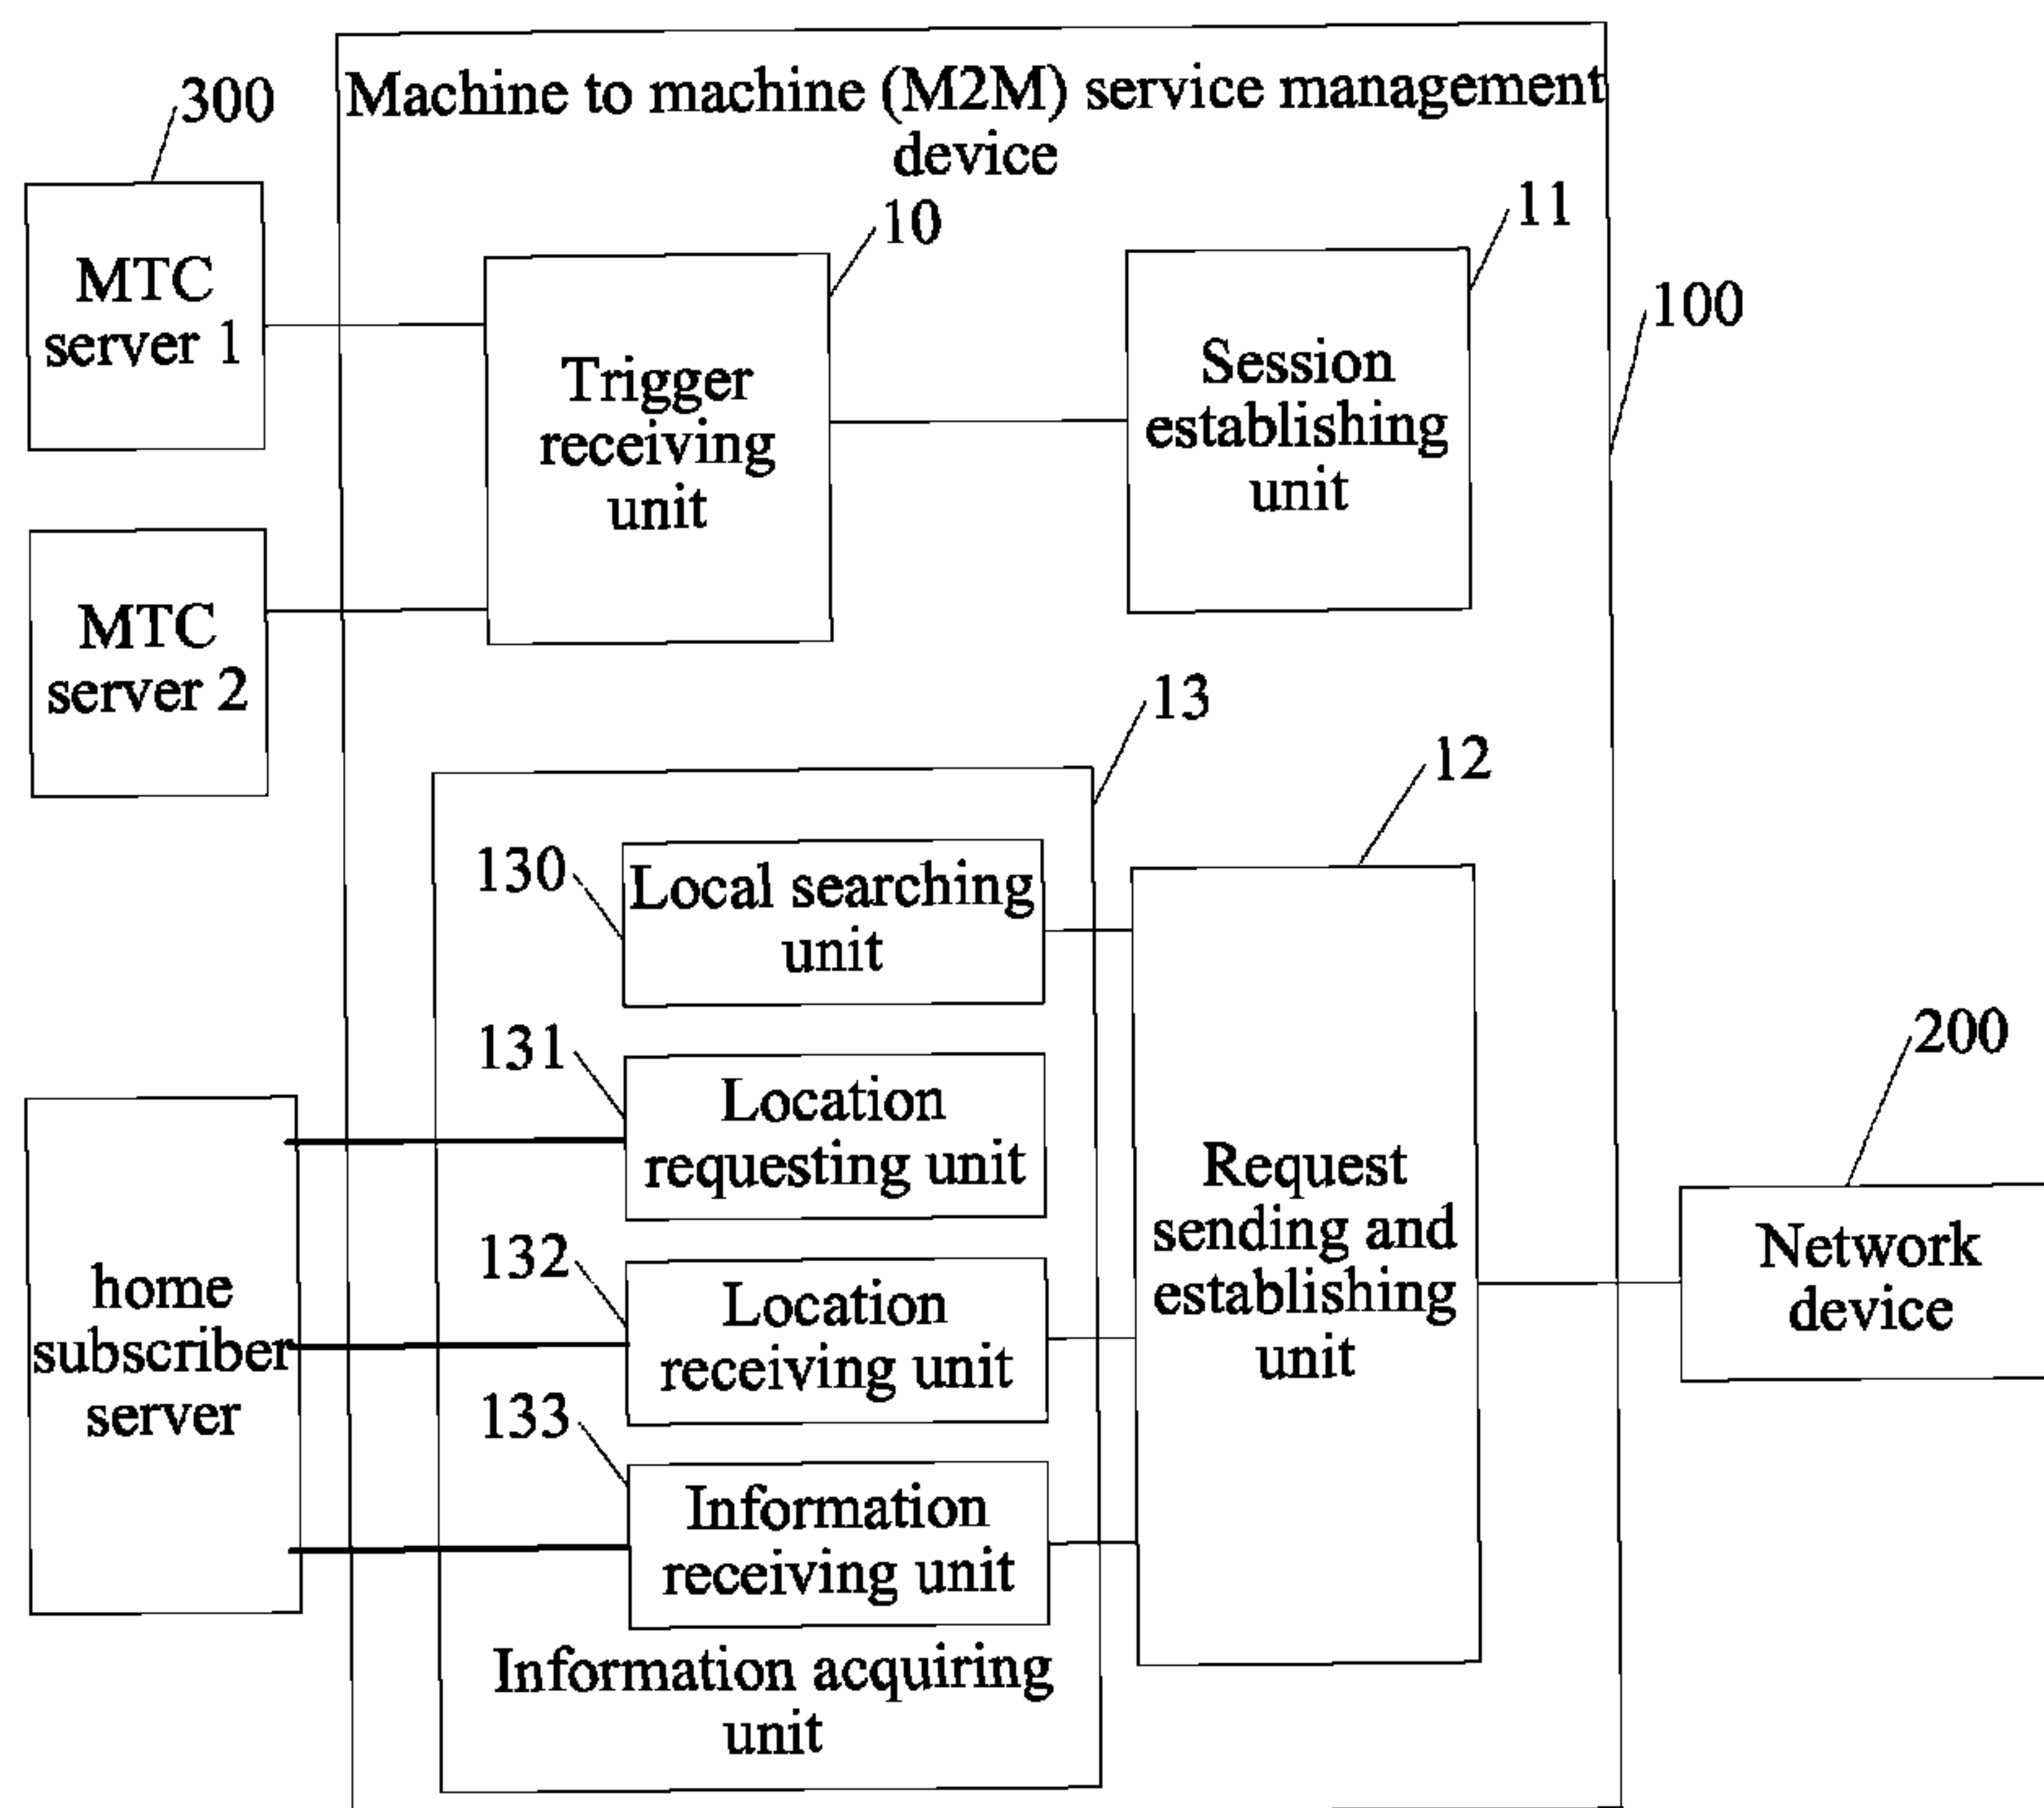 Machine to machine (M2M) service management
device
300
MTC
server 1
10
Trigger
receiving
unit
11
Session
establishing
unit
100
MTC
server 2
13
12
130
Local searching
unit
131
Location
requesting unit
132
Location
receiving unit
133
Information
receiving unit
Information acquiring
unit
home
subscriber
server
Request
sending and
establishing
unit
200
Network
device